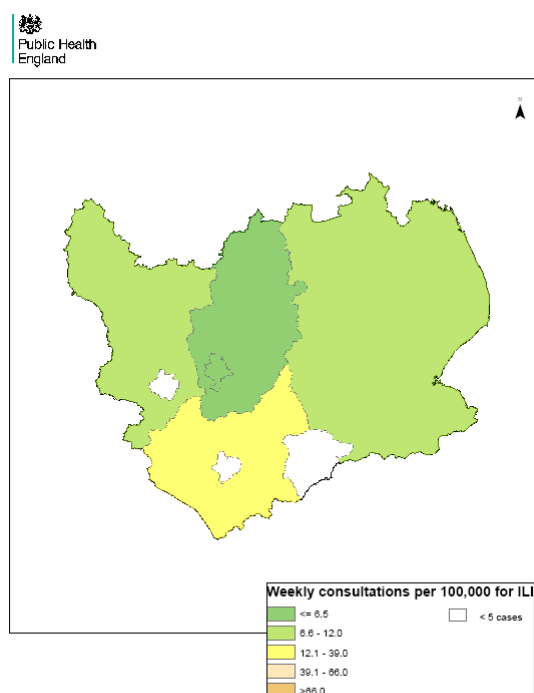 Public Health
England
N
Weekly consultations per 100,000 for ILI
<= 6.5
6.6 - 12.0
12.1 - 39.0
39.1 - 66.0
>66.0
< 5 cases